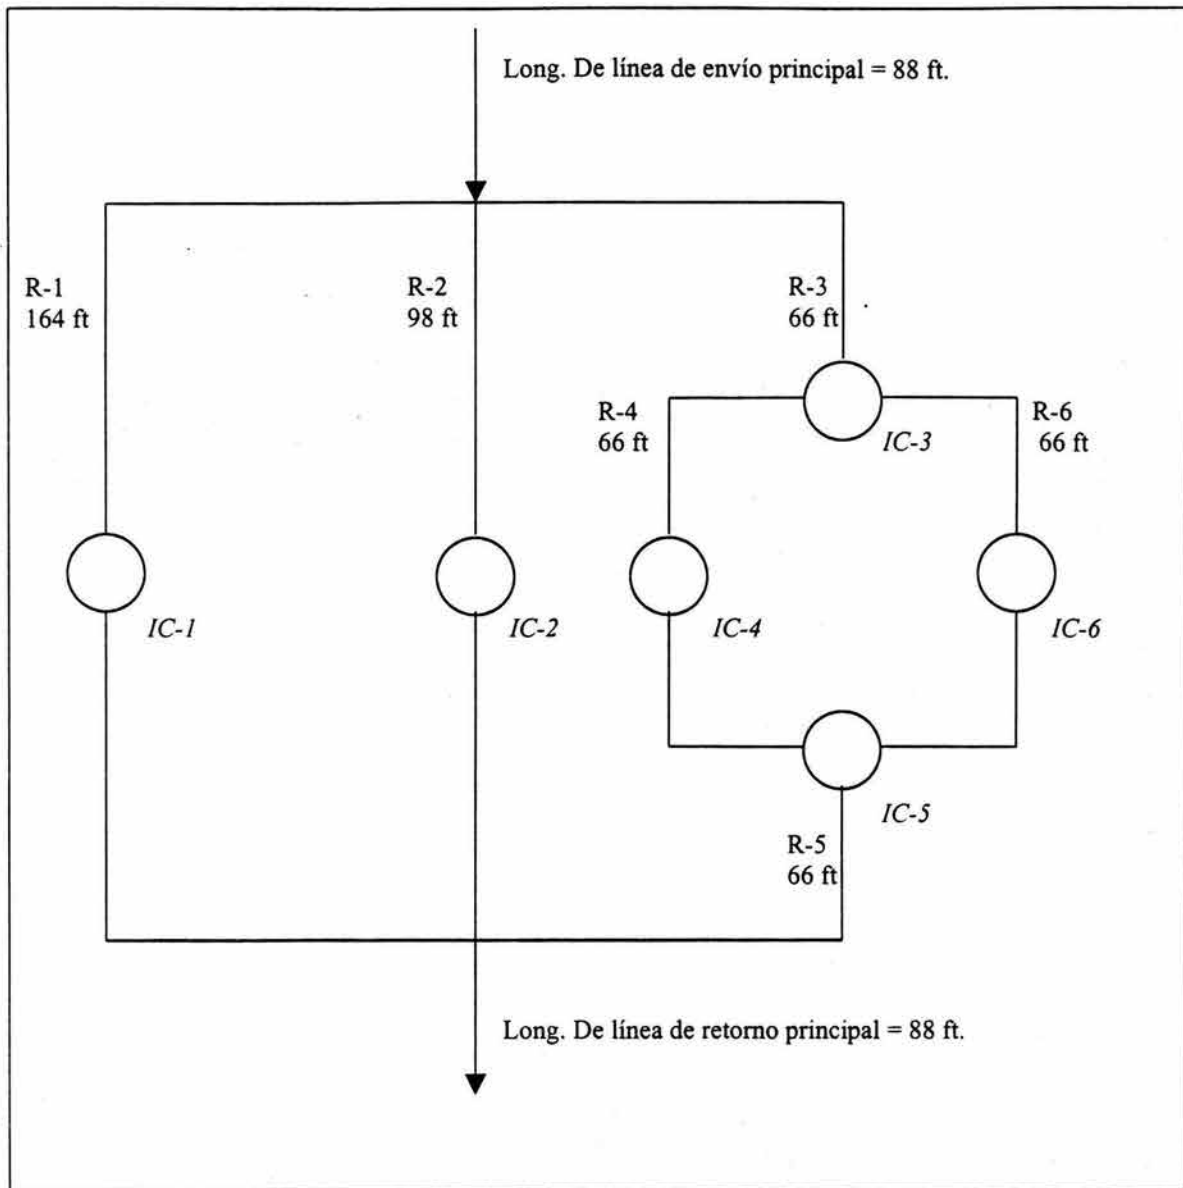 Long. De línea de envío principal = 88 ft.
R-1
164 ft
R-2
98 ft
R-3
66 ft
R-4
66 ft
R-6
66 ft
IC-3
IC-1
IC-2
IC-4
IC-6
IC-5
R-5
66 ft
Long. De línea de retorno principal = 88 ft.